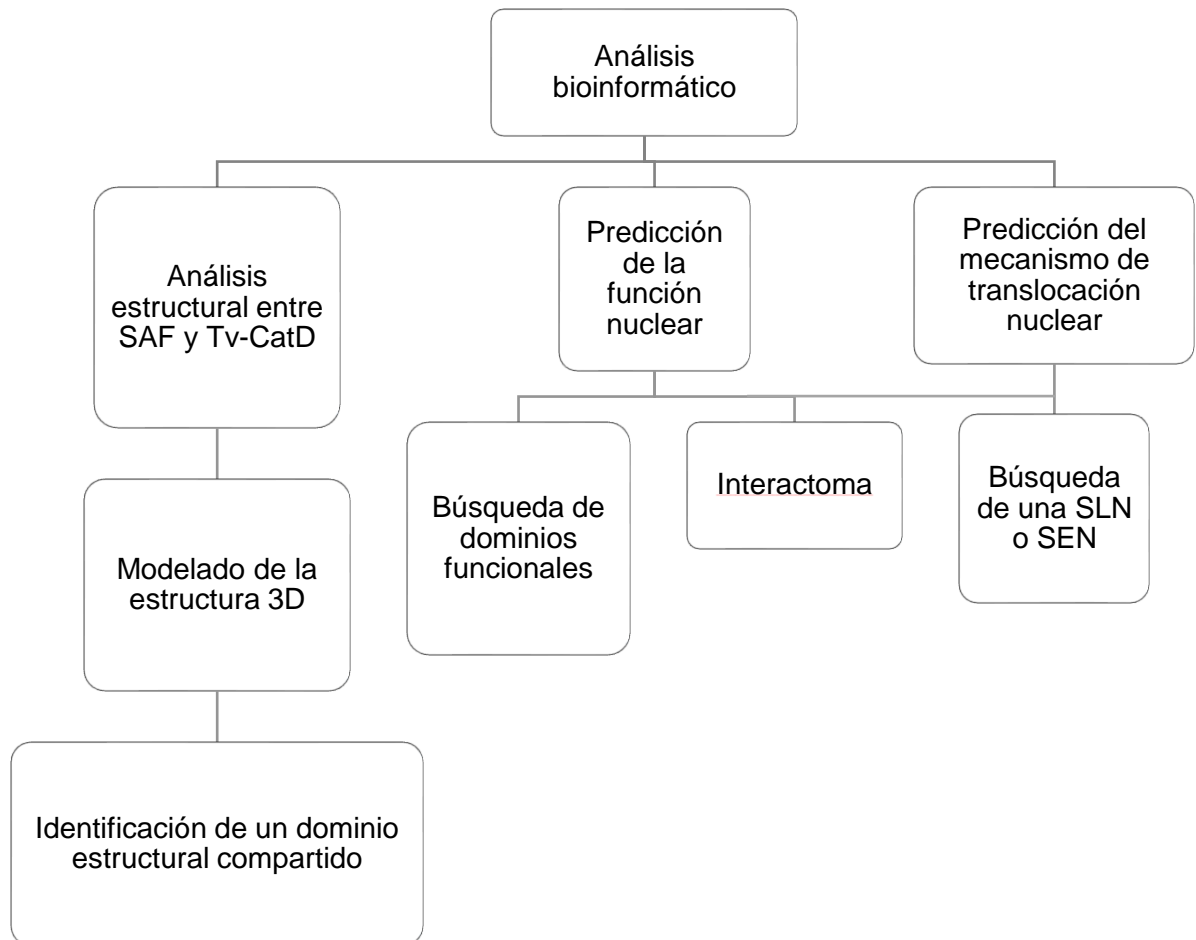 Análisis
bioinformático
Análisis
estructural entre
SAF y Tv-CatD
Predicción
de la
función
nuclear
Predicción del
mecanismo de
translocación
nuclear
Búsqueda de
dominios
funcionales
Interactoma
Búsqueda
de una SLN
o SEN
Modelado de la
estructura 3D
Identificación de un dominio
estructural compartido